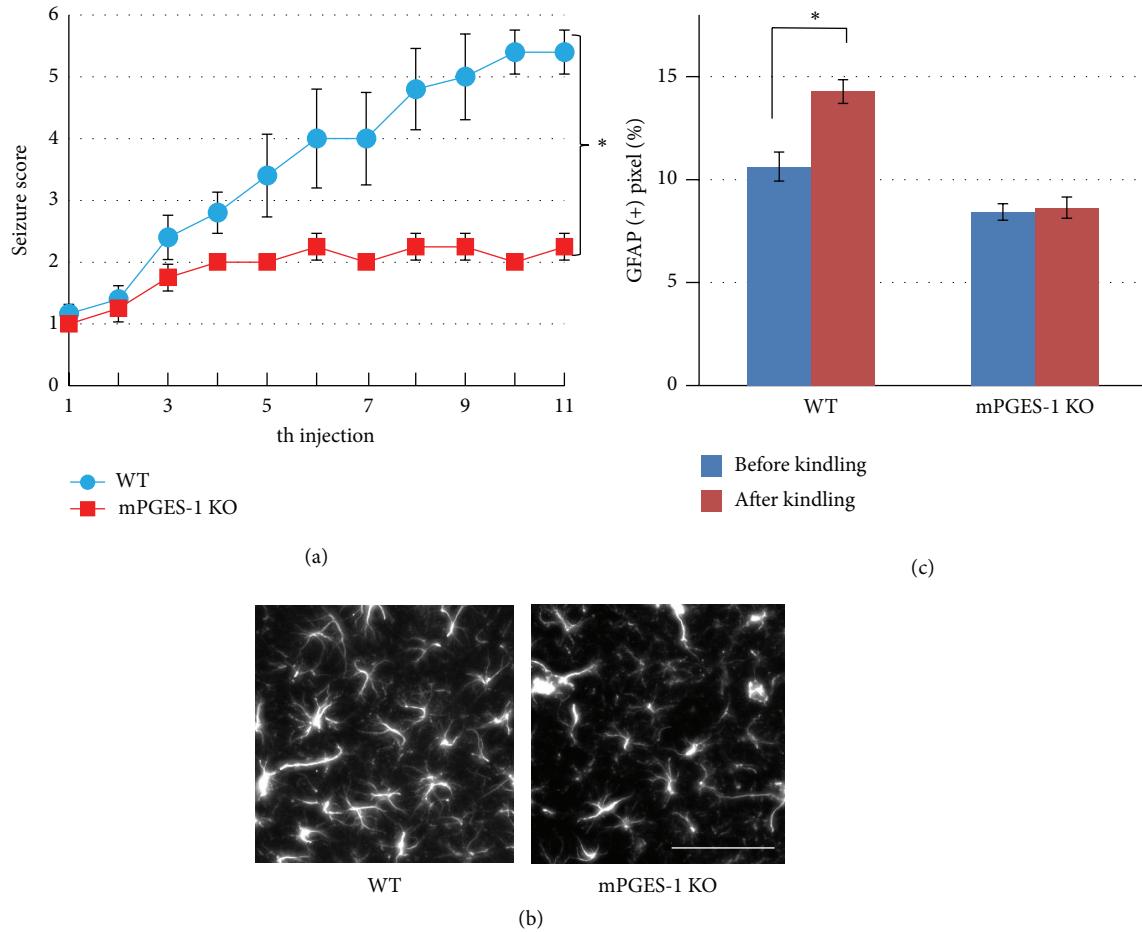 6
5
4
3
2
1
0
Seizure score
1
3
5
7
9
11
th injection
*
WT
mPGES-1 KO
(a)
*
15
10
5
0
GFAP (+) pixel (%)
WT
mPGES-1 KO
Before kindling
After kindling
(c)
WT
mPGES-1 KO
(b)